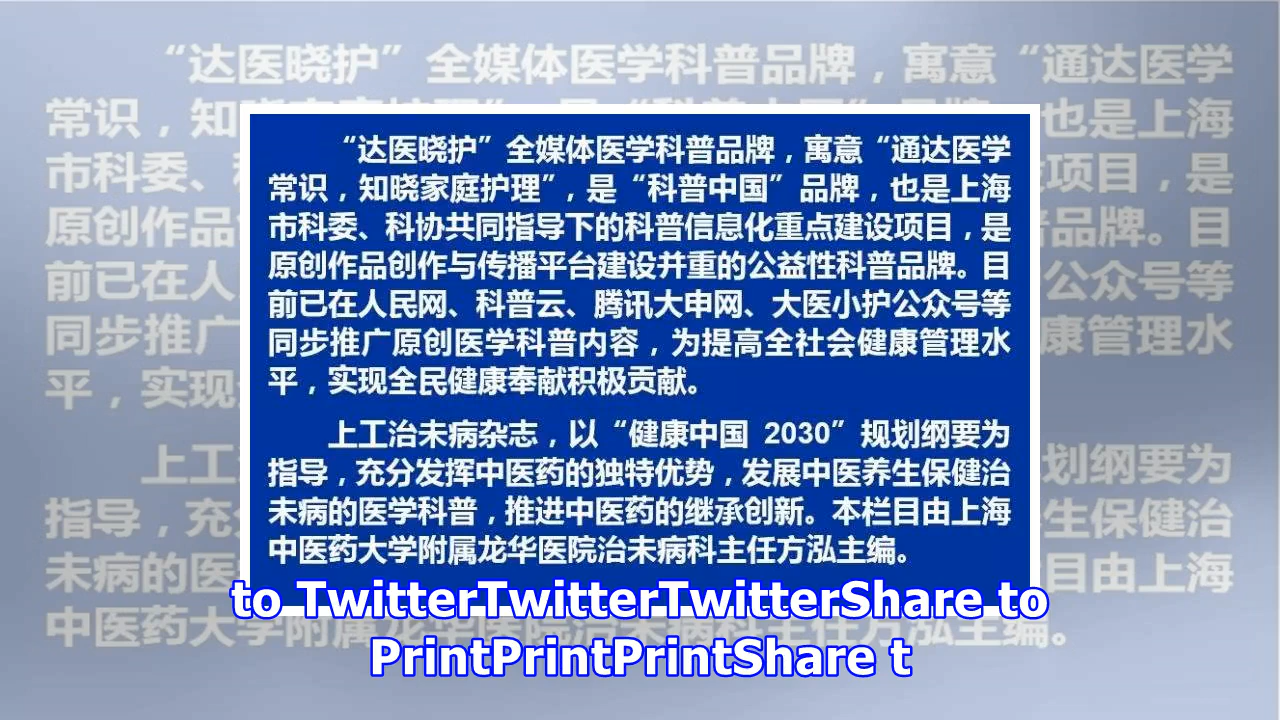 “达医晓护”全媒体医学科普品牌，寓意“通达医学
常识，知晓家庭护理”，是“科普中国”品牌，也是上海
市科委、科协共同指导下的科普信息化重点建设项目，是
原创作品创作与传播平台建设并重的公益性科普品牌。目
前已在人民网、科普云、腾讯大申网、大医小护公众号等
同步推广原创医学科普内容，为提高全社会健康管理水
平，实现全民健康奉献积极贡献。
上工治未病杂志，以“健康中国 2030”规划纲要为
指导，充分发挥中医药的独特优势，发展中医养生保健治
未病的医学科普，推进中医药的继承创新。本栏目由上海
中医药大学附属龙华医院治未病科主任方泓主编。
to TwitterTwitterTwitterShare to
PrintPrintPrintShare t